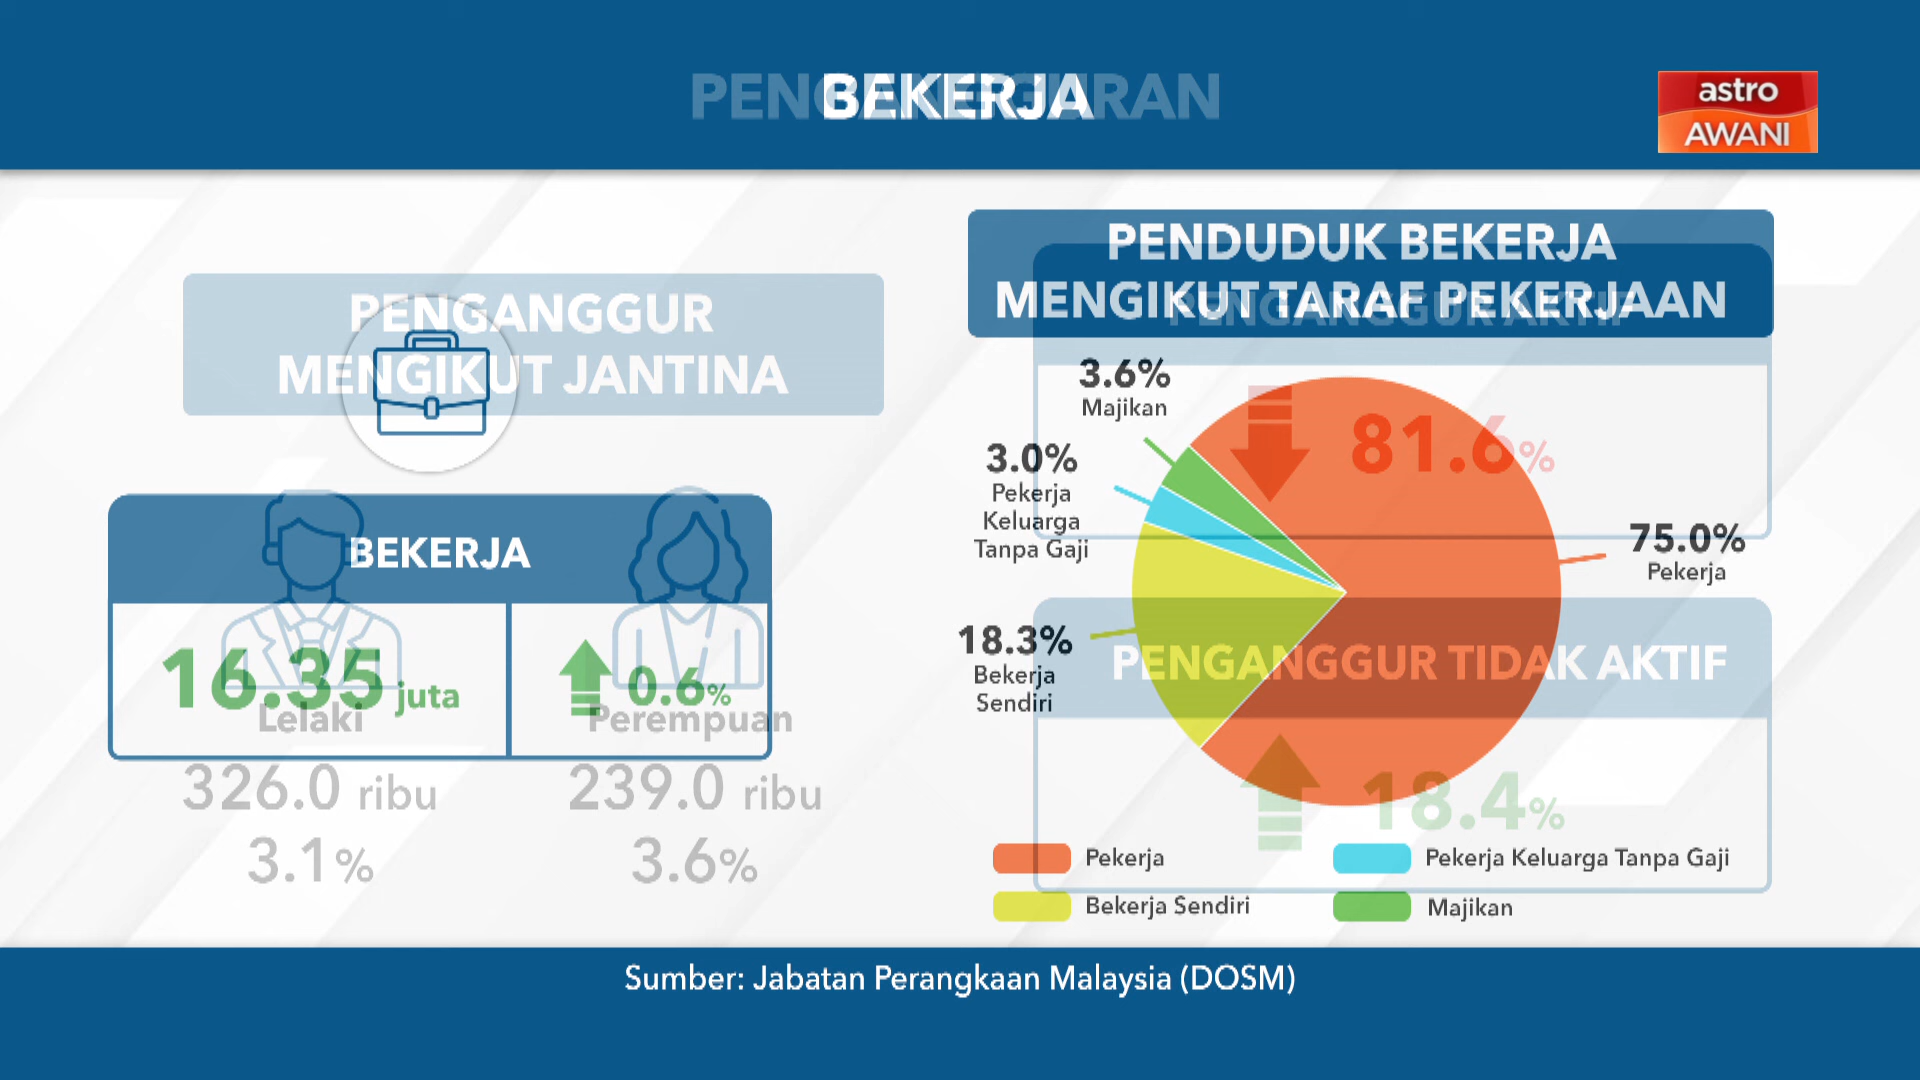 PENGANGGURAN
BEKERJA
astro
AWANI
PENGANGGUR
MENGIKUT JANTINA
BEKERJA
16.35 juta
0.6%
Lelaki
Perempuan
326.0 ribu
239.0 ribu
3.1%
3.6%
PENDUDUK BEKERJA
MENGIKUT TARAF PEKERJAAN
PENGANGGUR AKTIF
81.6%
3.6%
Majikan
3.0%
Pekerja
Keluarga
Tanpa Gaji
75.0%
Pekerja
18.3%
Bekerja
Sendiri
PENGANGGUR TIDAK AKTIF
18.4%
Pekerja
Pekerja Keluarga Tanpa Gaji
Bekerja Sendiri
Majikan
Sumber: Jabatan Perangkaan Malaysia (DOSM)